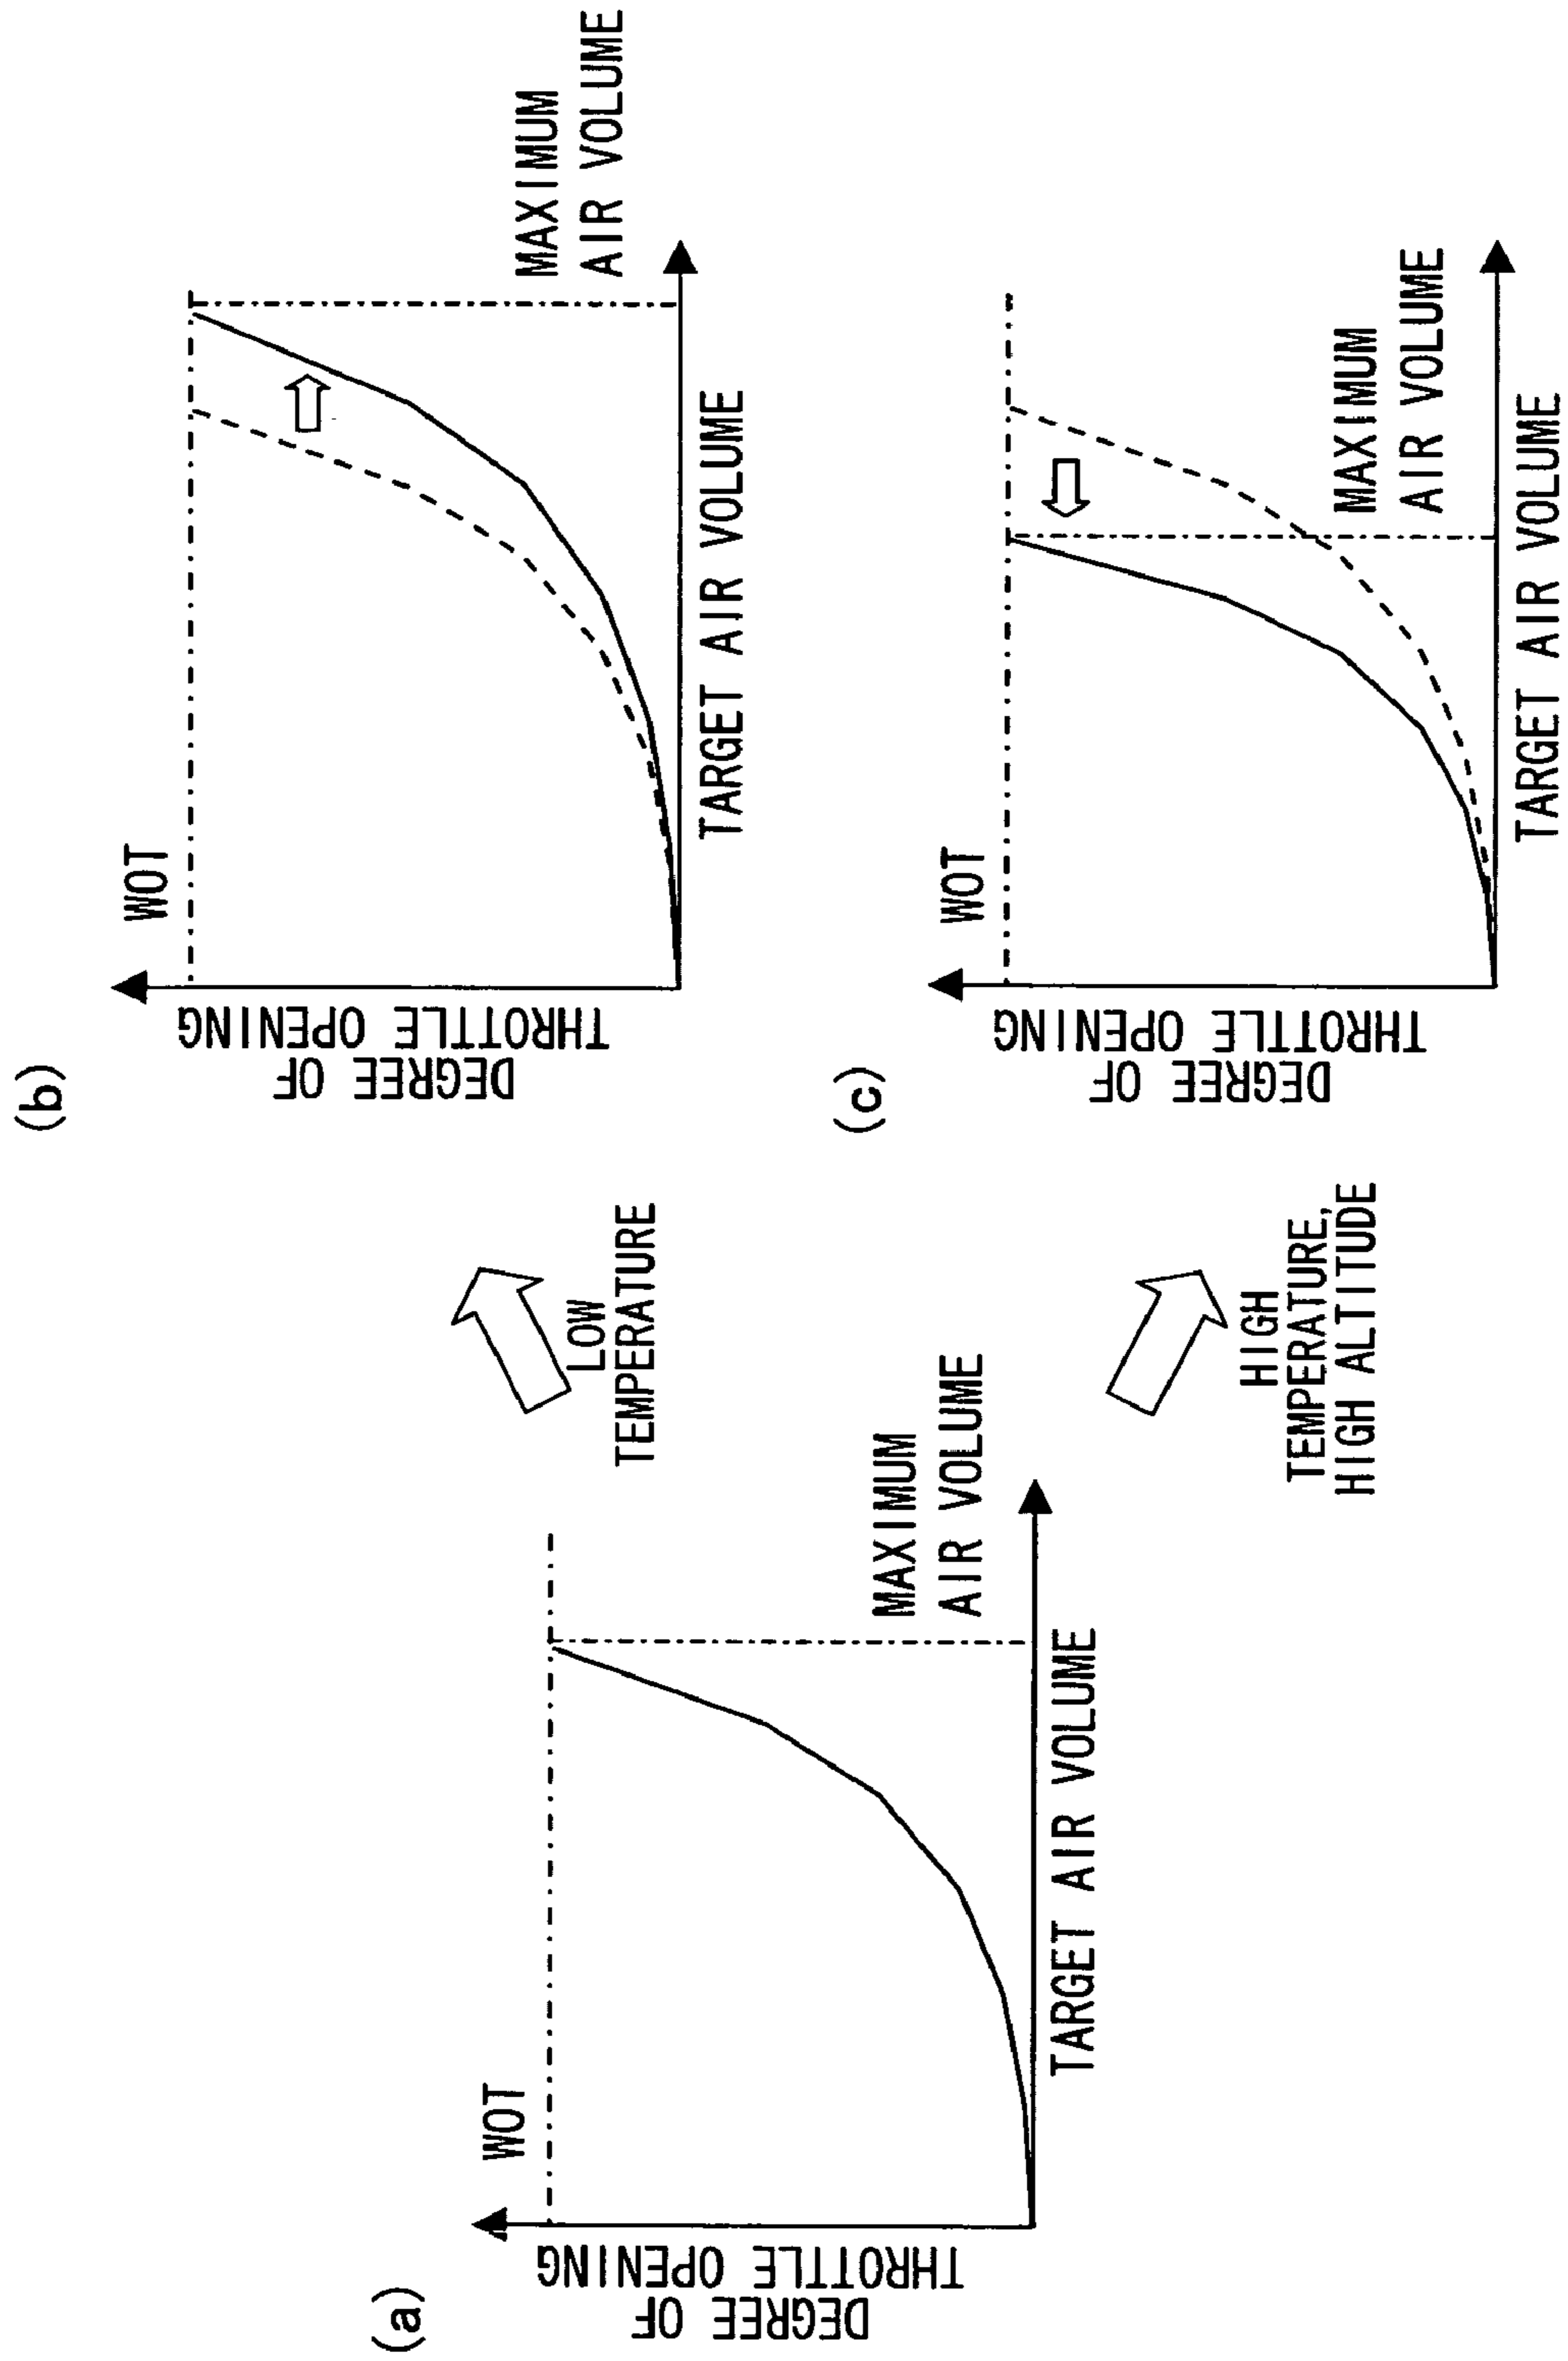 (a)
DEGREE OF
THROTTLE OPENING
WOT
MAXIMUM
AIR VOLUME
TARGET AIR VOLUME
LOW
TEMPERATURE
HIGH
TEMPERATURE,
HIGH ALTITUDE
(b)
DEGREE OF
THROTTLE OPENING
WOT
MAXIMUM
AIR VOLUME
TARGET AIR VOLUME
(c)
DEGREE OF
THROTTLE OPENING
WOT
MAXIMUM
AIR VOLUME
TARGET AIR VOLUME